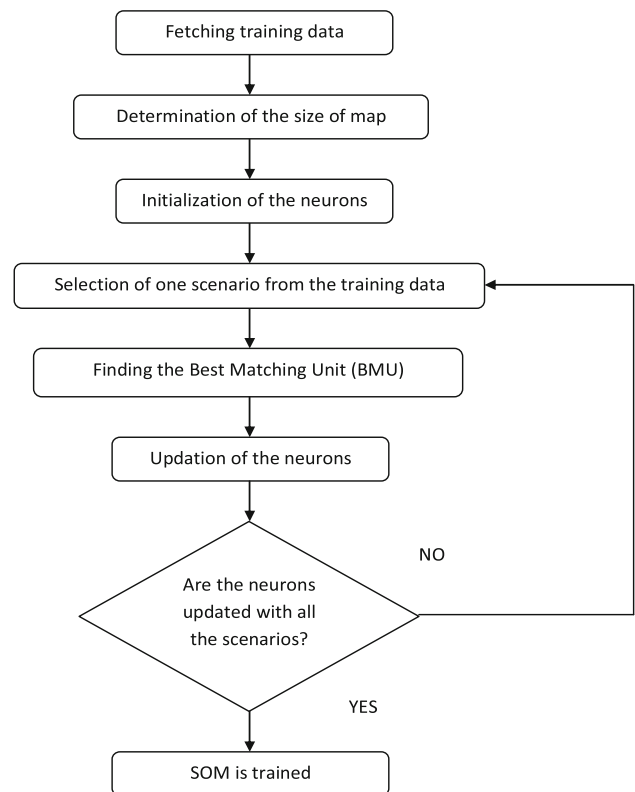 Fetching training data
Determination of the size of map
Initialization of the neurons
Selection of one scenario from the training data
Finding the Best Matching Unit (BMU)
Updation of the neurons
NO
Are the neurons
updated with all
the scenarios?
YES
SOM is trained